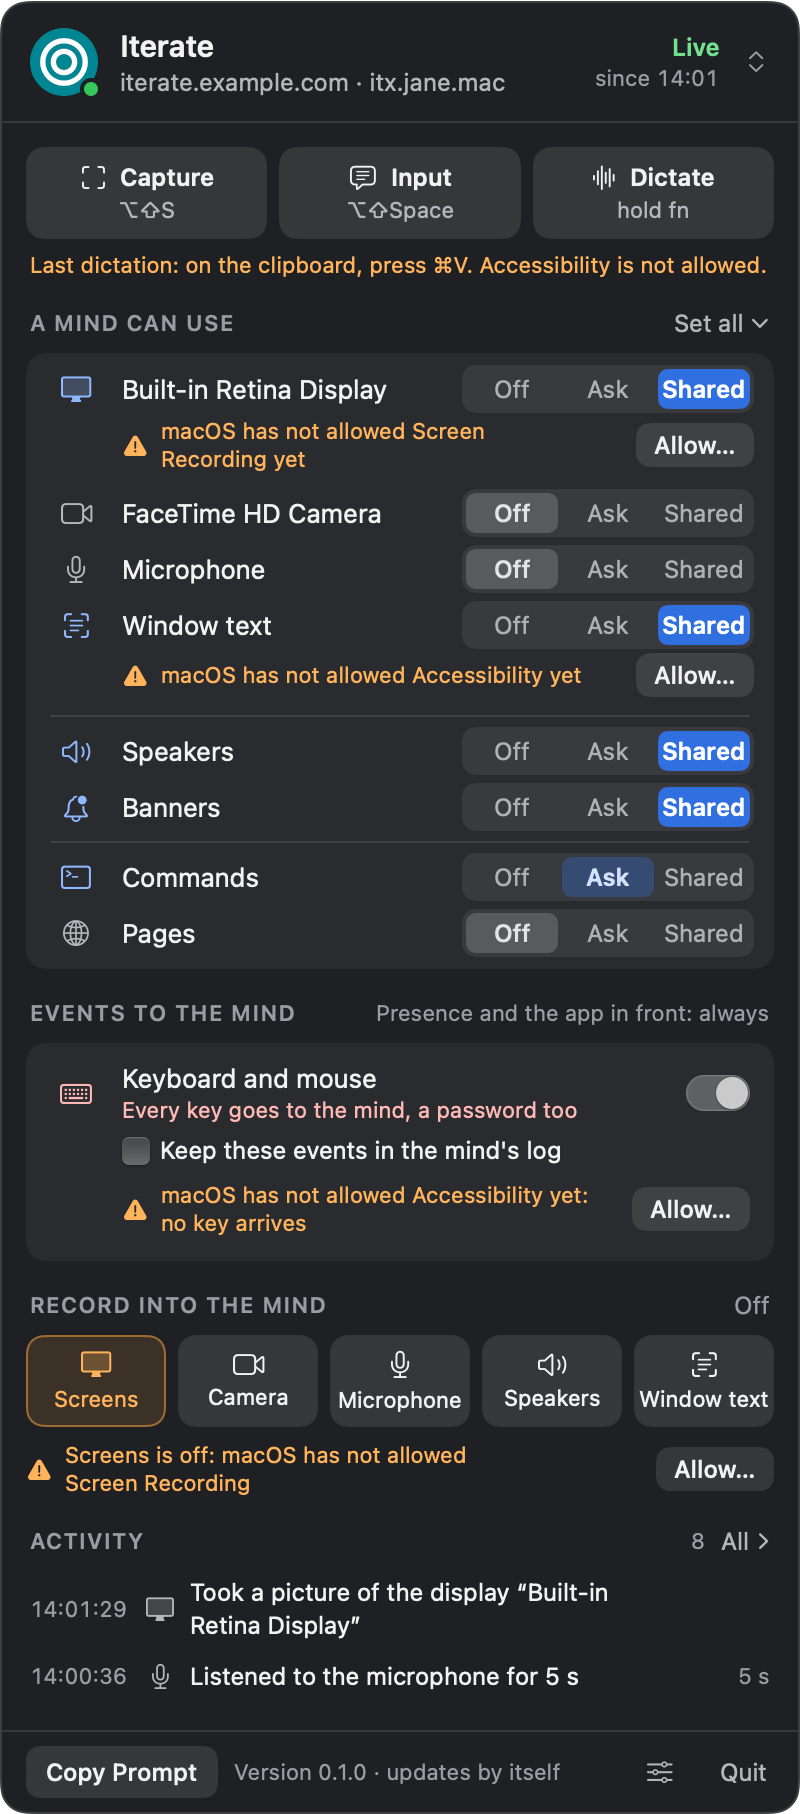 Iterate
iterate.example.com · itx.jane.mac
Live
since 14:01
Capture
⌥⇧S
Input
⌥⇧Space
Dictate
hold fn
Last dictation: on the clipboard, press ⌘V. Accessibility is not allowed.
A MIND CAN USE
Set all
Built-in Retina Display
Off Ask Shared
macOS has not allowed Screen
Recording yet
Allow...
FaceTime HD Camera
Off Ask Shared
Microphone
Off Ask Shared
Window text
Off Ask Shared
macOS has not allowed Accessibility yet
Allow...
Speakers
Off Ask Shared
Banners
Off Ask Shared
Commands
Off Ask Shared
Pages
Off Ask Shared
EVENTS TO THE MIND
Presence and the app in front: always
Keyboard and mouse
Every key goes to the mind, a password too
Keep these events in the mind's log
macOS has not allowed Accessibility yet:
no key arrives
Allow...
RECORD INTO THE MIND
Off
Screens
Camera
Microphone
Speakers
Window text
Screens is off: macOS has not allowed
Screen Recording
Allow...
ACTIVITY
8 All
14:01:29
Took a picture of the display “Built-in
Retina Display”
14:00:36
Listened to the microphone for 5 s
5 s
Copy Prompt
Version 0.1.0 · updates by itself
Quit